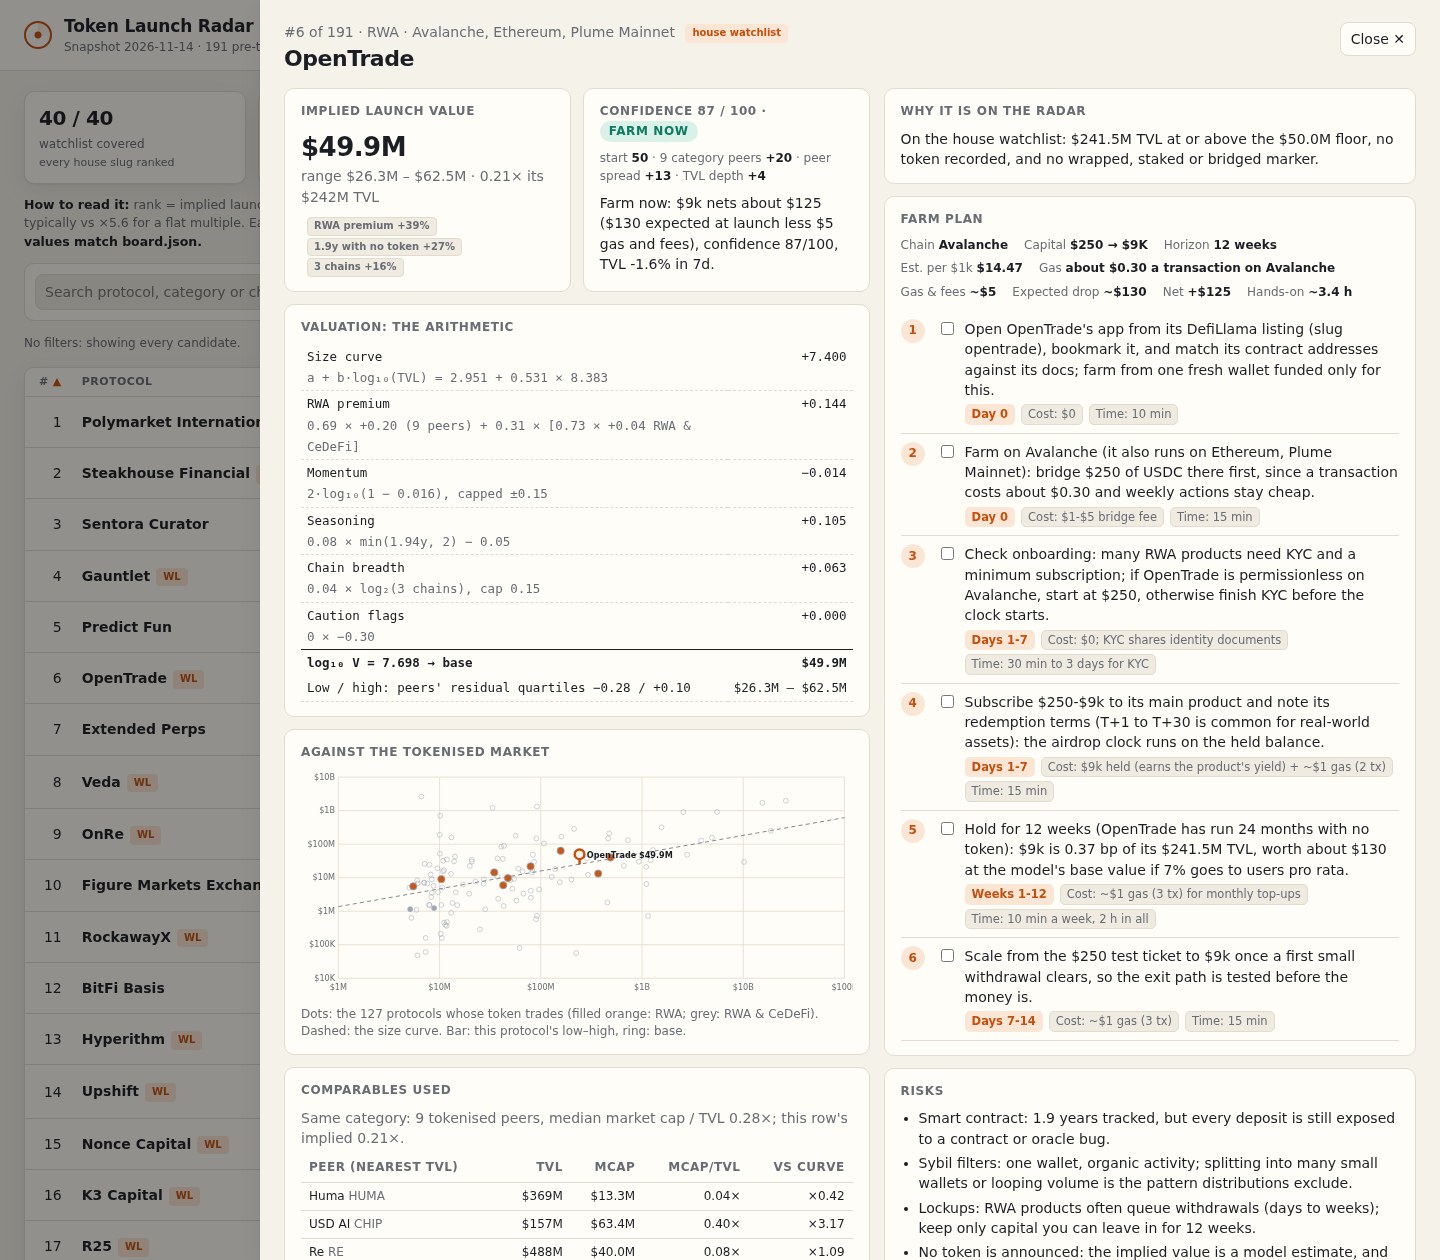 Token Launch Radar
Snapshot 2026-11-14 · 191 pre-t
40 / 40
watchlist covered
every house slug ranked
How to read it: rank = implied laun
typically vs ×5.6 for a flat multiple. Ea
values match board.json.
Search protocol, category or ch
No filters: showing every candidate.
# ▲ PROTOCOL
1 Polymarket Internation
2 Steakhouse Financial
3 Sentora Curator
4 Gauntlet WL
5 Predict Fun
6 OpenTrade WL
7 Extended Perps
8 Veda WL
9 OnRe WL
10 Figure Markets Exchan
11 RockawayX WL
12 BitFi Basis
13 Hyperithm WL
14 Upshift WL
15 Nonce Capital WL
16 K3 Capital WL
17 R25 WL
#6 of 191 · RWA · Avalanche, Ethereum, Plume Mainnet house watchlist
OpenTrade
Close ✕
IMPLIED LAUNCH VALUE
$49.9M
range $26.3M – $62.5M · 0.21× its
$242M TVL
RWA premium +39%
1.9y with no token +27%
3 chains +16%
CONFIDENCE 87 / 100 ·
FARM NOW
start 50 · 9 category peers +20 · peer
spread +13 · TVL depth +4
Farm now: $9k nets about $125
($130 expected at launch less $5
gas and fees), confidence 87/100,
TVL -1.6% in 7d.
VALUATION: THE ARITHMETIC
Size curve +7.400
a + b·log₁₀(TVL) = 2.951 + 0.531 × 8.383
RWA premium +0.144
0.69 × +0.20 (9 peers) + 0.31 × [0.73 × +0.04 RWA &
CeDeFi]
Momentum −0.014
2·log₁₀(1 − 0.016), capped ±0.15
Seasoning +0.105
0.08 × min(1.94y, 2) − 0.05
Chain breadth +0.063
0.04 × log₂(3 chains), cap 0.15
Caution flags +0.000
0 × −0.30
log₁₀ V = 7.698 → base $49.9M
Low / high: peers' residual quartiles −0.28 / +0.10 $26.3M – $62.5M
AGAINST THE TOKENISED MARKET
$10B
$1B
$100M
$10M
$1M
$100K
$10K
OpenTrade $49.9M
$1M $10M $100M $1B $10B $100
Dots: the 127 protocols whose token trades (filled orange: RWA; grey: RWA & CeDeFi).
Dashed: the size curve. Bar: this protocol's low–high, ring: base.
COMPARABLES USED
Same category: 9 tokenised peers, median market cap / TVL 0.28×; this row's
implied 0.21×.
PEER (NEAREST TVL) TVL MCAP MCAP/TVL VS CURVE
Huma HUMA $369M $13.3M 0.04× ×0.42
USD AI CHIP $157M $63.4M 0.40× ×3.17
Re RE $488M $40.0M 0.08× ×1.09
WHY IT IS ON THE RADAR
On the house watchlist: $241.5M TVL at or above the $50.0M floor, no
token recorded, and no wrapped, staked or bridged marker.
FARM PLAN
Chain Avalanche Capital $250 → $9K Horizon 12 weeks
Est. per $1k $14.47 Gas about $0.30 a transaction on Avalanche
Gas & fees ~$5 Expected drop ~$130 Net +$125 Hands-on ~3.4 h
1 Open OpenTrade's app from its DefiLlama listing (slug
opentrade), bookmark it, and match its contract addresses
against its docs; farm from one fresh wallet funded only for
this.
Day 0 Cost: $0 Time: 10 min
2 Farm on Avalanche (it also runs on Ethereum, Plume
Mainnet): bridge $250 of USDC there first, since a transaction
costs about $0.30 and weekly actions stay cheap.
Day 0 Cost: $1-$5 bridge fee Time: 15 min
3 Check onboarding: many RWA products need KYC and a
minimum subscription; if OpenTrade is permissionless on
Avalanche, start at $250, otherwise finish KYC before the
clock starts.
Days 1-7 Cost: $0; KYC shares identity documents
Time: 30 min to 3 days for KYC
4 Subscribe $250-$9k to its main product and note its
redemption terms (T+1 to T+30 is common for real-world
assets): the airdrop clock runs on the held balance.
Days 1-7 Cost: $9k held (earns the product's yield) + ~$1 gas (2 tx)
Time: 15 min
5 Hold for 12 weeks (OpenTrade has run 24 months with no
token): $9k is 0.37 bp of its $241.5M TVL, worth about $130
at the model's base value if 7% goes to users pro rata.
Weeks 1-12 Cost: ~$1 gas (3 tx) for monthly top-ups
Time: 10 min a week, 2 h in all
6 Scale from the $250 test ticket to $9k once a first small
withdrawal clears, so the exit path is tested before the
money is.
Days 7-14 Cost: ~$1 gas (3 tx) Time: 15 min
RISKS
• Smart contract: 1.9 years tracked, but every deposit is still exposed
to a contract or oracle bug.
• Sybil filters: one wallet, organic activity; splitting into many small
wallets or looping volume is the pattern distributions exclude.
• Lockups: RWA products often queue withdrawals (days to weeks);
keep only capital you can leave in for 12 weeks.
• No token is announced: the implied value is a model estimate, and